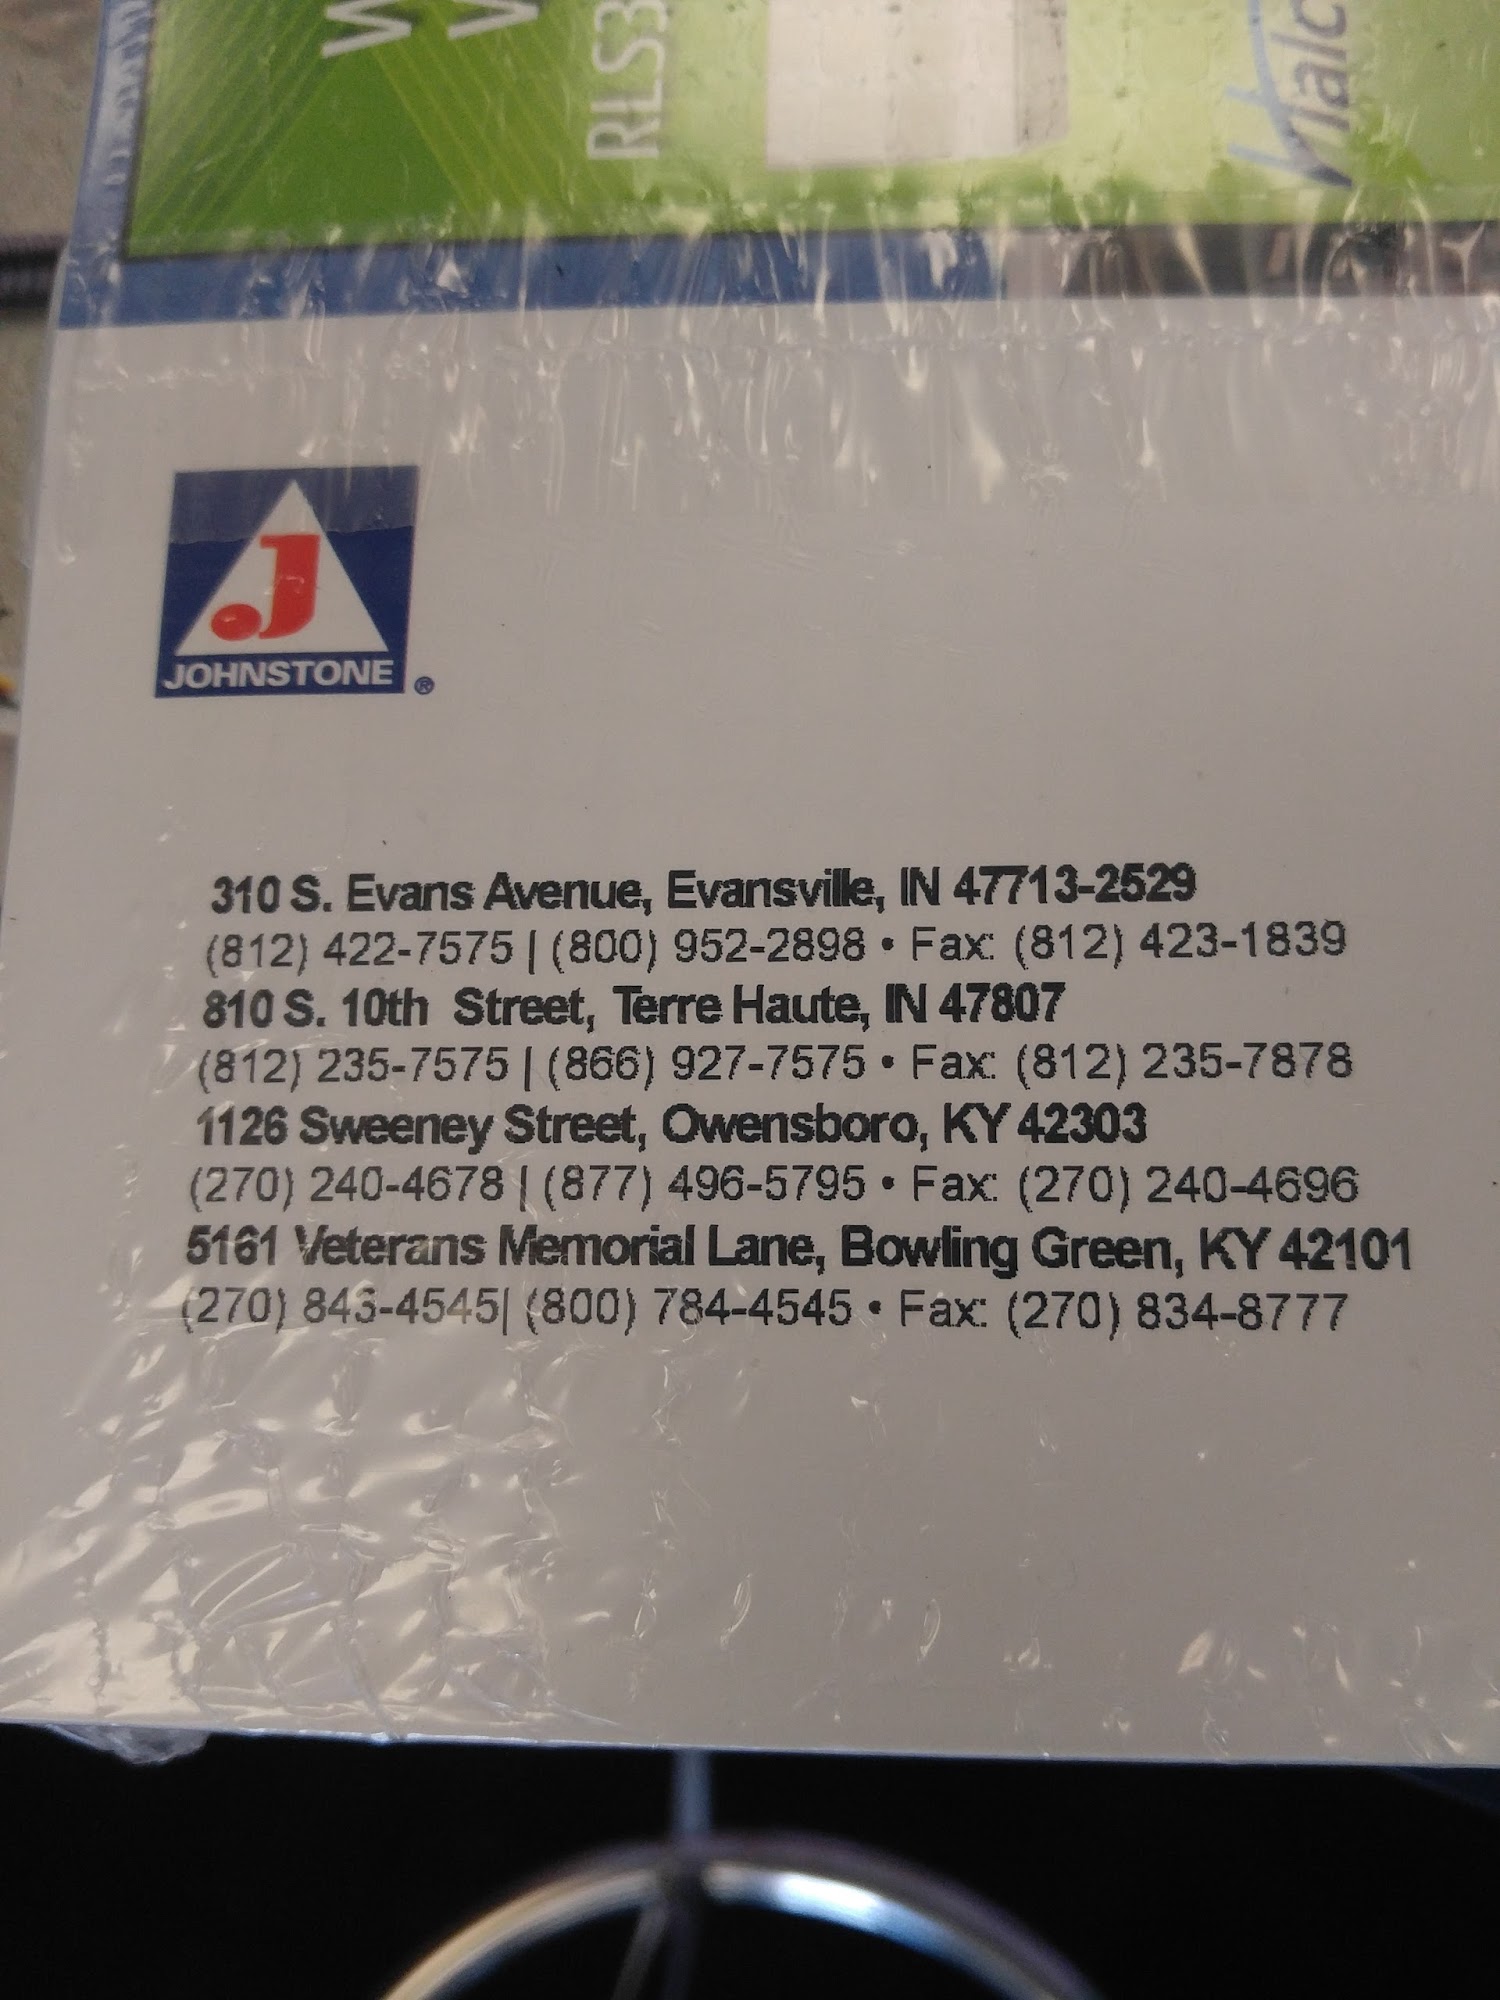 RLS3
JOHNSTONE ®
310 S. Evans Avenue, Evansville, IN 47713-2529
(812) 422-7575 | (800) 952-2898 • Fax: (812) 423-1839
810 S. 10th Street, Terre Haute, IN 47807
(812) 235-7575 | (866) 927-7575 • Fax: (812) 235-7878
1126 Sweeney Street, Owensboro, KY 42303
(270) 240-4678 | (877) 496-5795 • Fax: (270) 240-4696
5161 Veterans Memorial Lane, Bowling Green, KY 42101
(270) 843-4545| (800) 784-4545 • Fax: (270) 834-8777